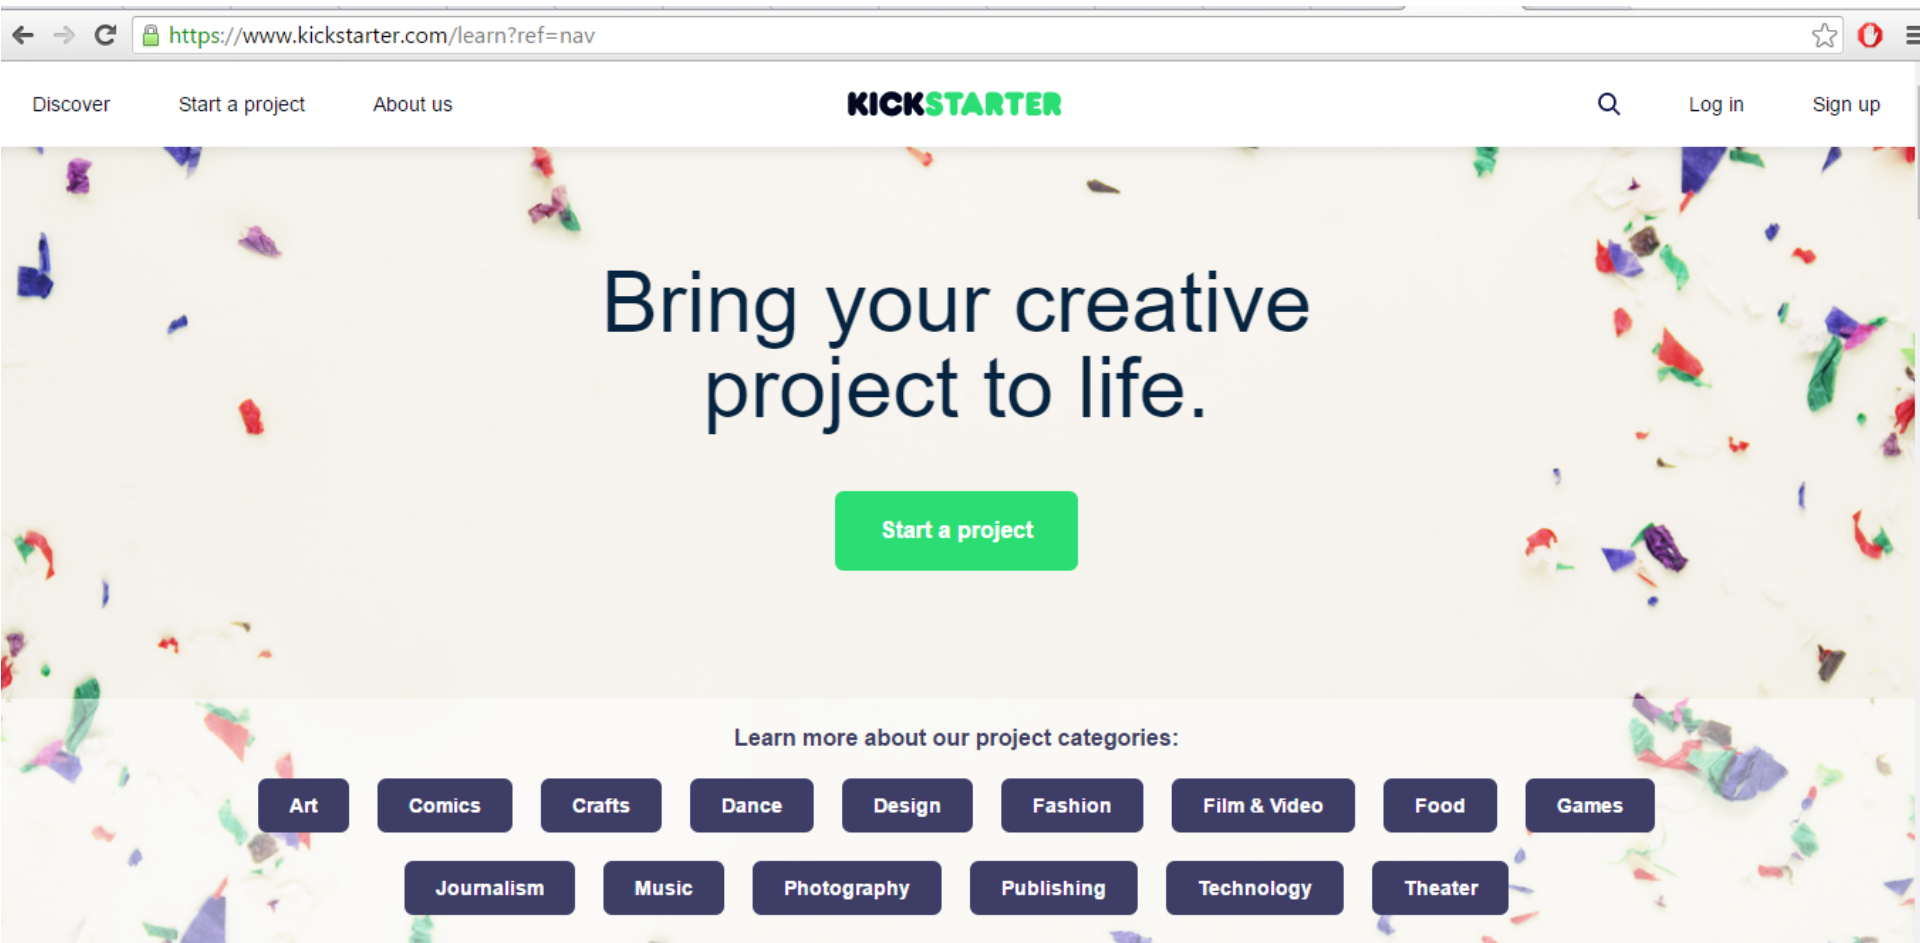 https://www.kickstarter.com/learn?ref=nav
Discover Start a project About us KICKSTARTER Log in Sign up
Bring your creative
project to life.
Start a project
Learn more about our project categories:
Art Comics Crafts Dance Design Fashion Film & Video Food Games
Journalism Music Photography Publishing Technology Theater